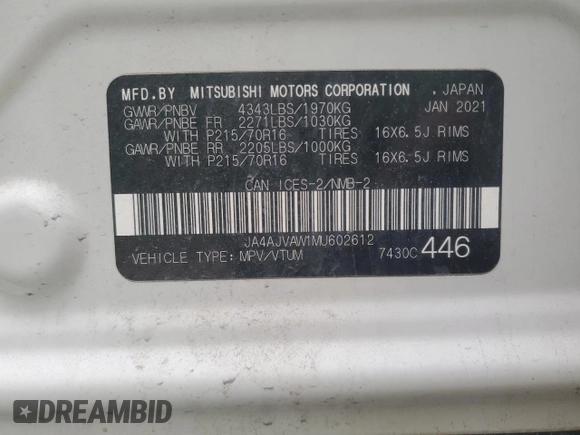 MFD.BY MITSUBISHI MOTORS CORPORATION , JAPAN
GVWR/PNBV 4343LBS/1970KG JAN 2021
GAWR/PNBE FR 2271LBS/1030KG
WITH P215/70R16 TIRES 16X6.5J RIMS
GAWR/PNBE RR 2205LBS/1000KG
WITH P215/70R16 TIRES 16X6.5J RIMS
CAN ICES-2/NMB-2
JA4AJVAW1MU602612
VEHICLE TYPE: MPV/VTUM 7430C 446
DREAMBID